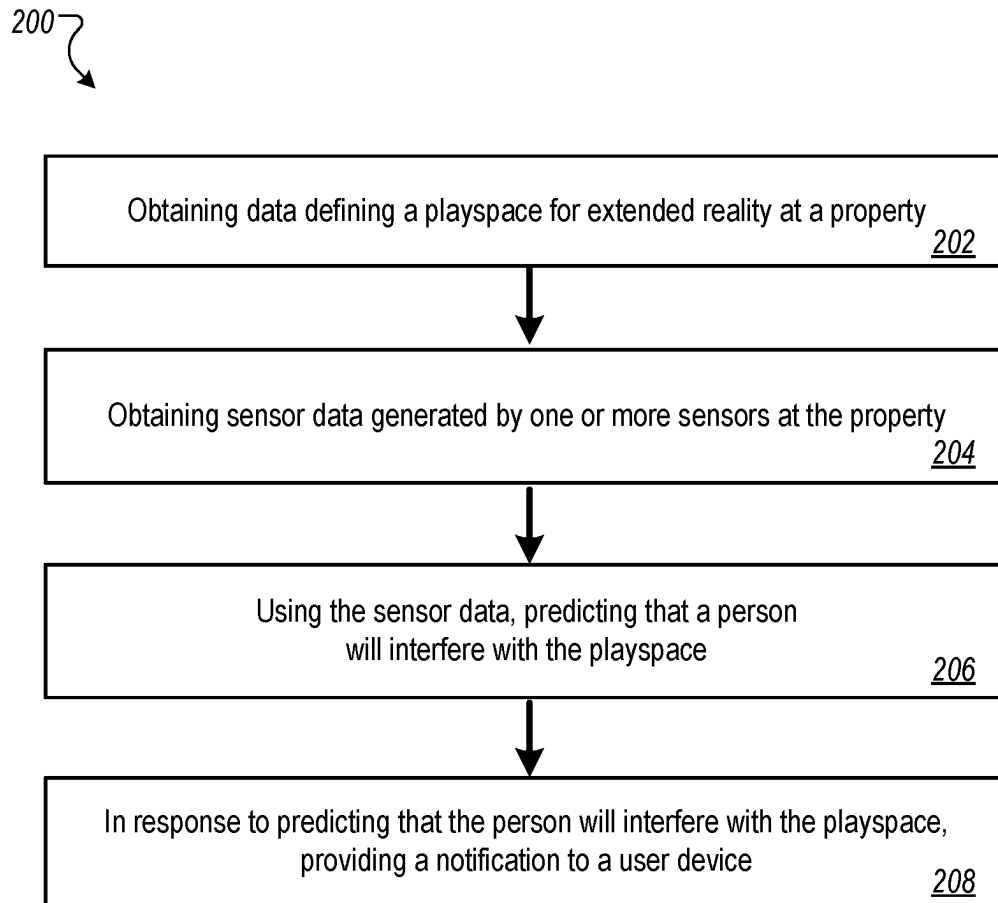 200
Obtaining data defining a playspace for extended reality at a property
202
Obtaining sensor data generated by one or more sensors at the property
204
Using the sensor data, predicting that a person
will interfere with the playspace
206
In response to predicting that the person will interfere with the playspace,
providing a notification to a user device
208